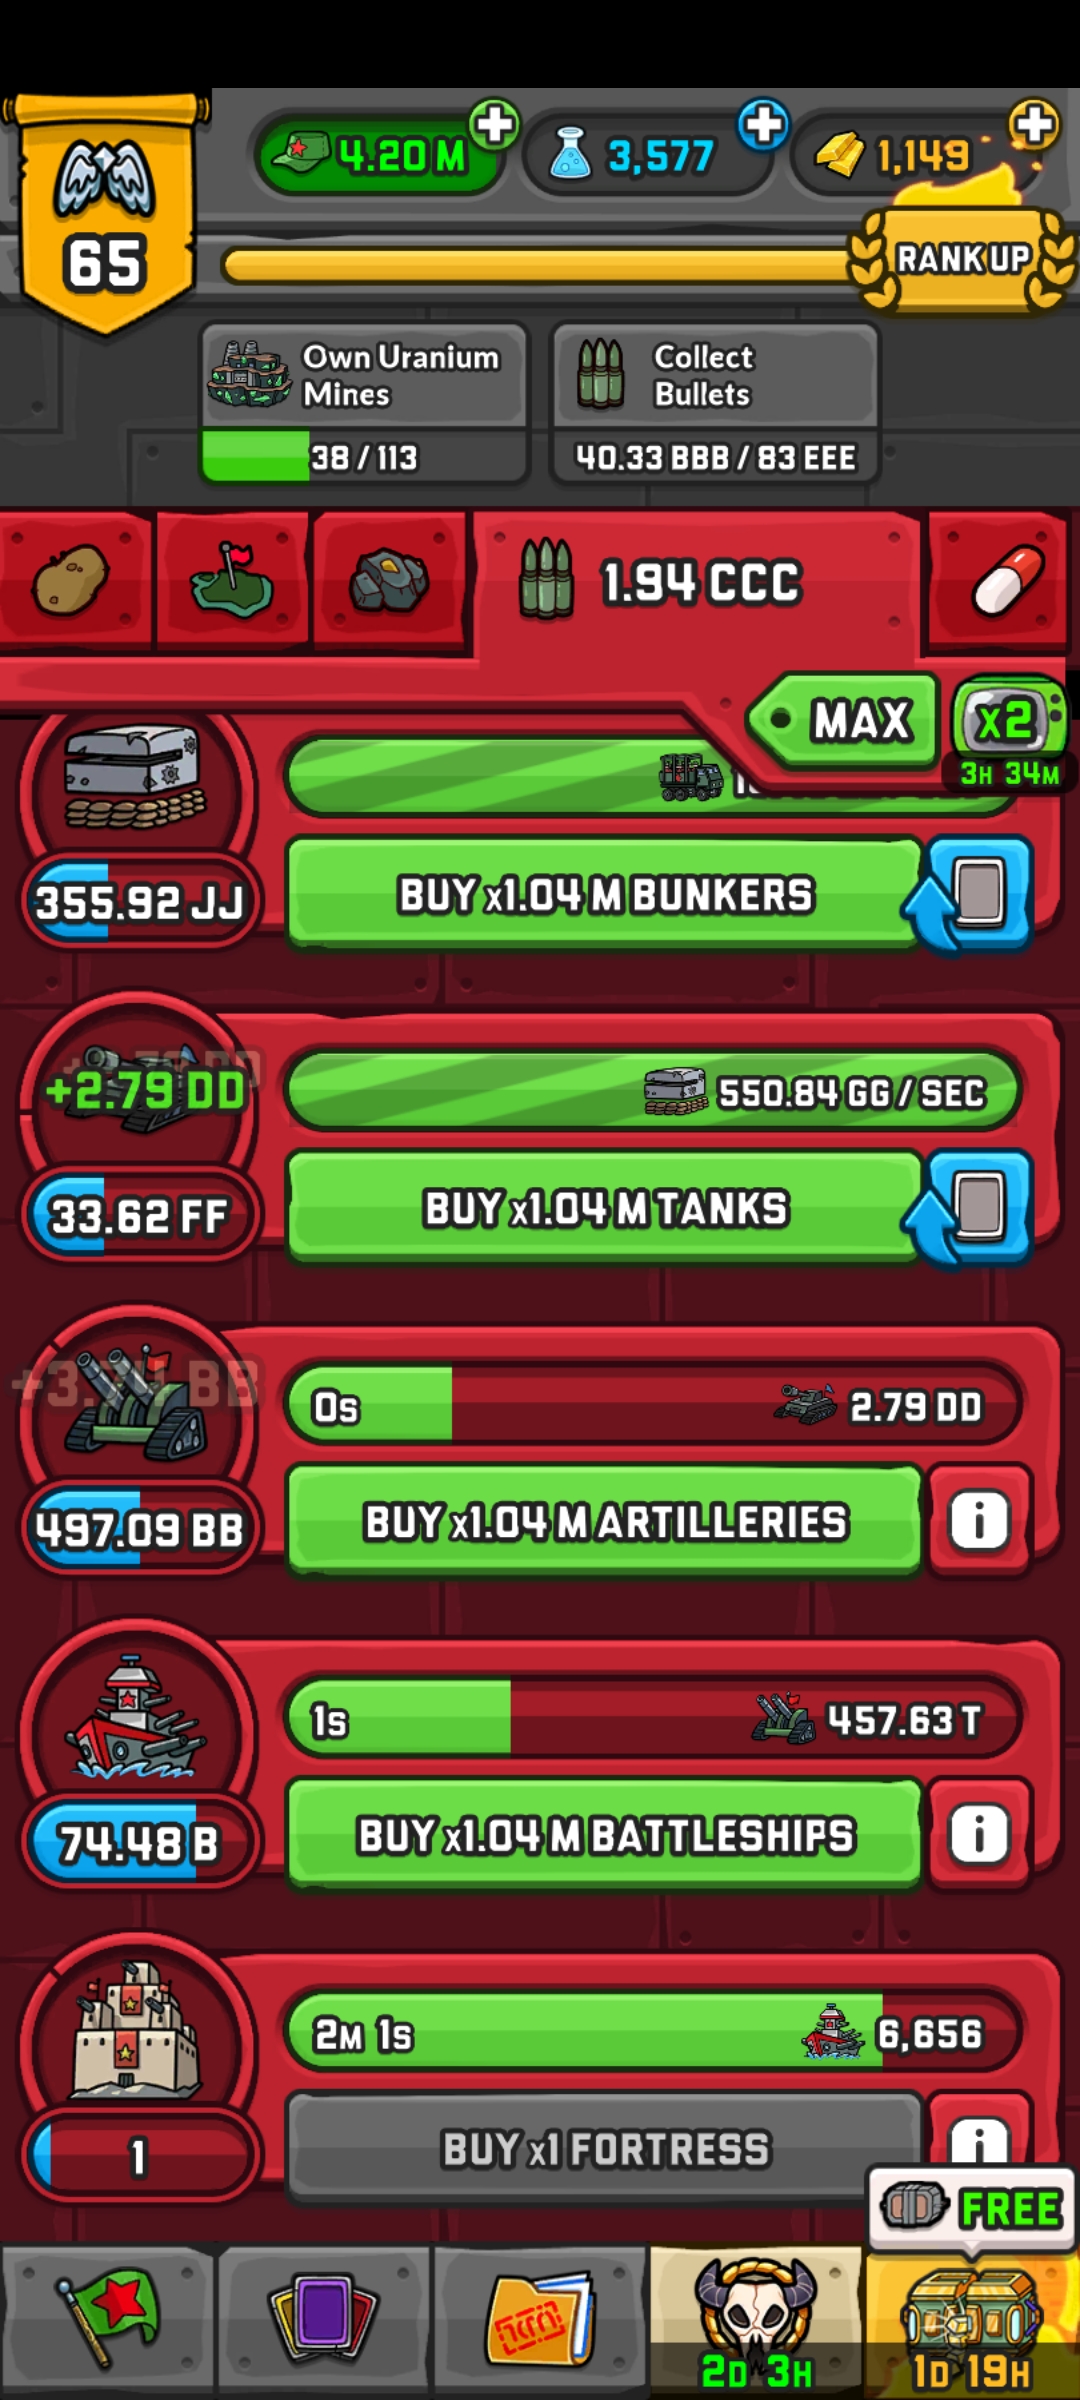 4.20 M
3,577
1,149
65
RANK UP
Own Uranium
Mines
38 / 113
Collect
Bullets
40.33 BBB / 83 EEE
1.94 CCC
MAX
x2
3H 34M
355.92 JJ
BUY x1.04 M BUNKERS
+2.79 DD
550.84 GG / SEC
33.62 FF
BUY x1.04 M TANKS
0s
2.79 DD
497.09 BB
BUY x1.04 M ARTILLERIES
1s
457.63 T
74.48 B
BUY x1.04 M BATTLESHIPS
2M 1s
6,656
1
BUY x1 FORTRESS
i
i
i
FREE
2D 3H
1D 19H